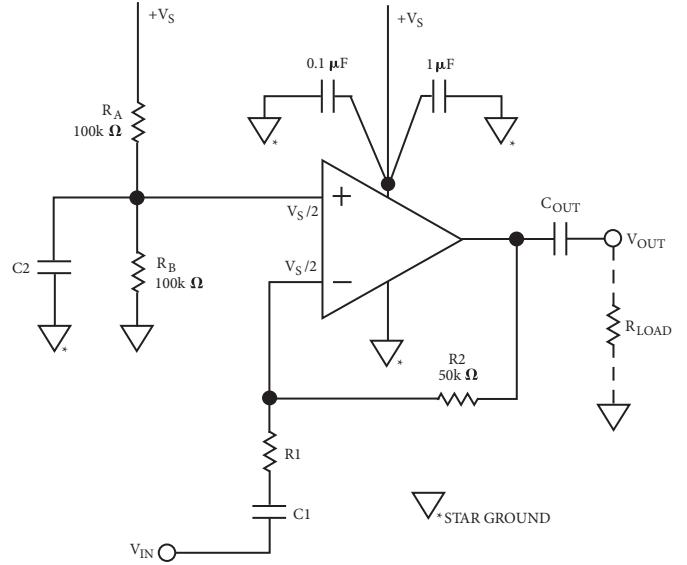 +VS
+VS
0.1 µF
1 µF
*
*
RA
100k Ω
VS/2
+
COUT
VOUT
C2
RB
100k Ω
VS/2
−
RLOAD
*
*
R2
50k Ω
R1
C1
* STAR GROUND
VIN